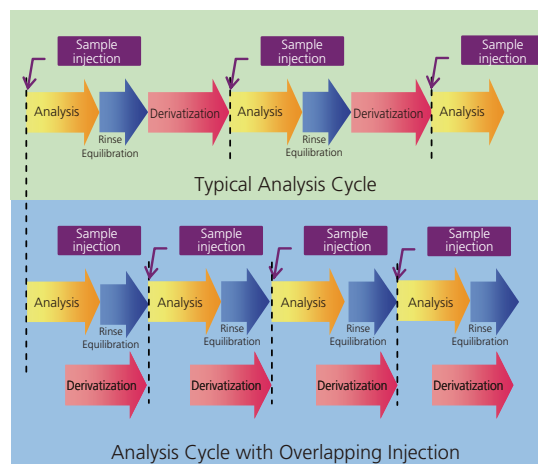 Sample
injection
Sample
injection
Sample
injection
Analysis
Derivatization
Analysis
Derivatization
Analysis
Rinse
Equilibration
Rinse
Equilibration
Typical Analysis Cycle
Sample
injection
Sample
injection
Sample
injection
Sample
injection
Analysis
Analysis
Analysis
Analysis
Rinse
Equilibration
Rinse
Equilibration
Rinse
Equilibration
Rinse
Equilibration
Derivatization
Derivatization
Derivatization
Derivatization
Analysis Cycle with Overlapping Injection